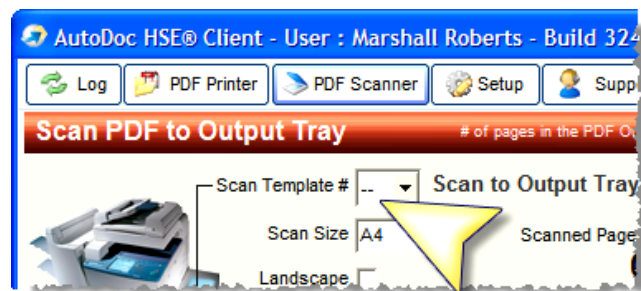 AutoDoc HSE® Client - User : Marshall Roberts - Build 324
Log PDF Printer PDF Scanner Setup
Scan PDF to Output Tray # of pages in the PDF
Scan Template # -- Scan to Output Tray
Scan Size A4 Scanned Page
Landscape